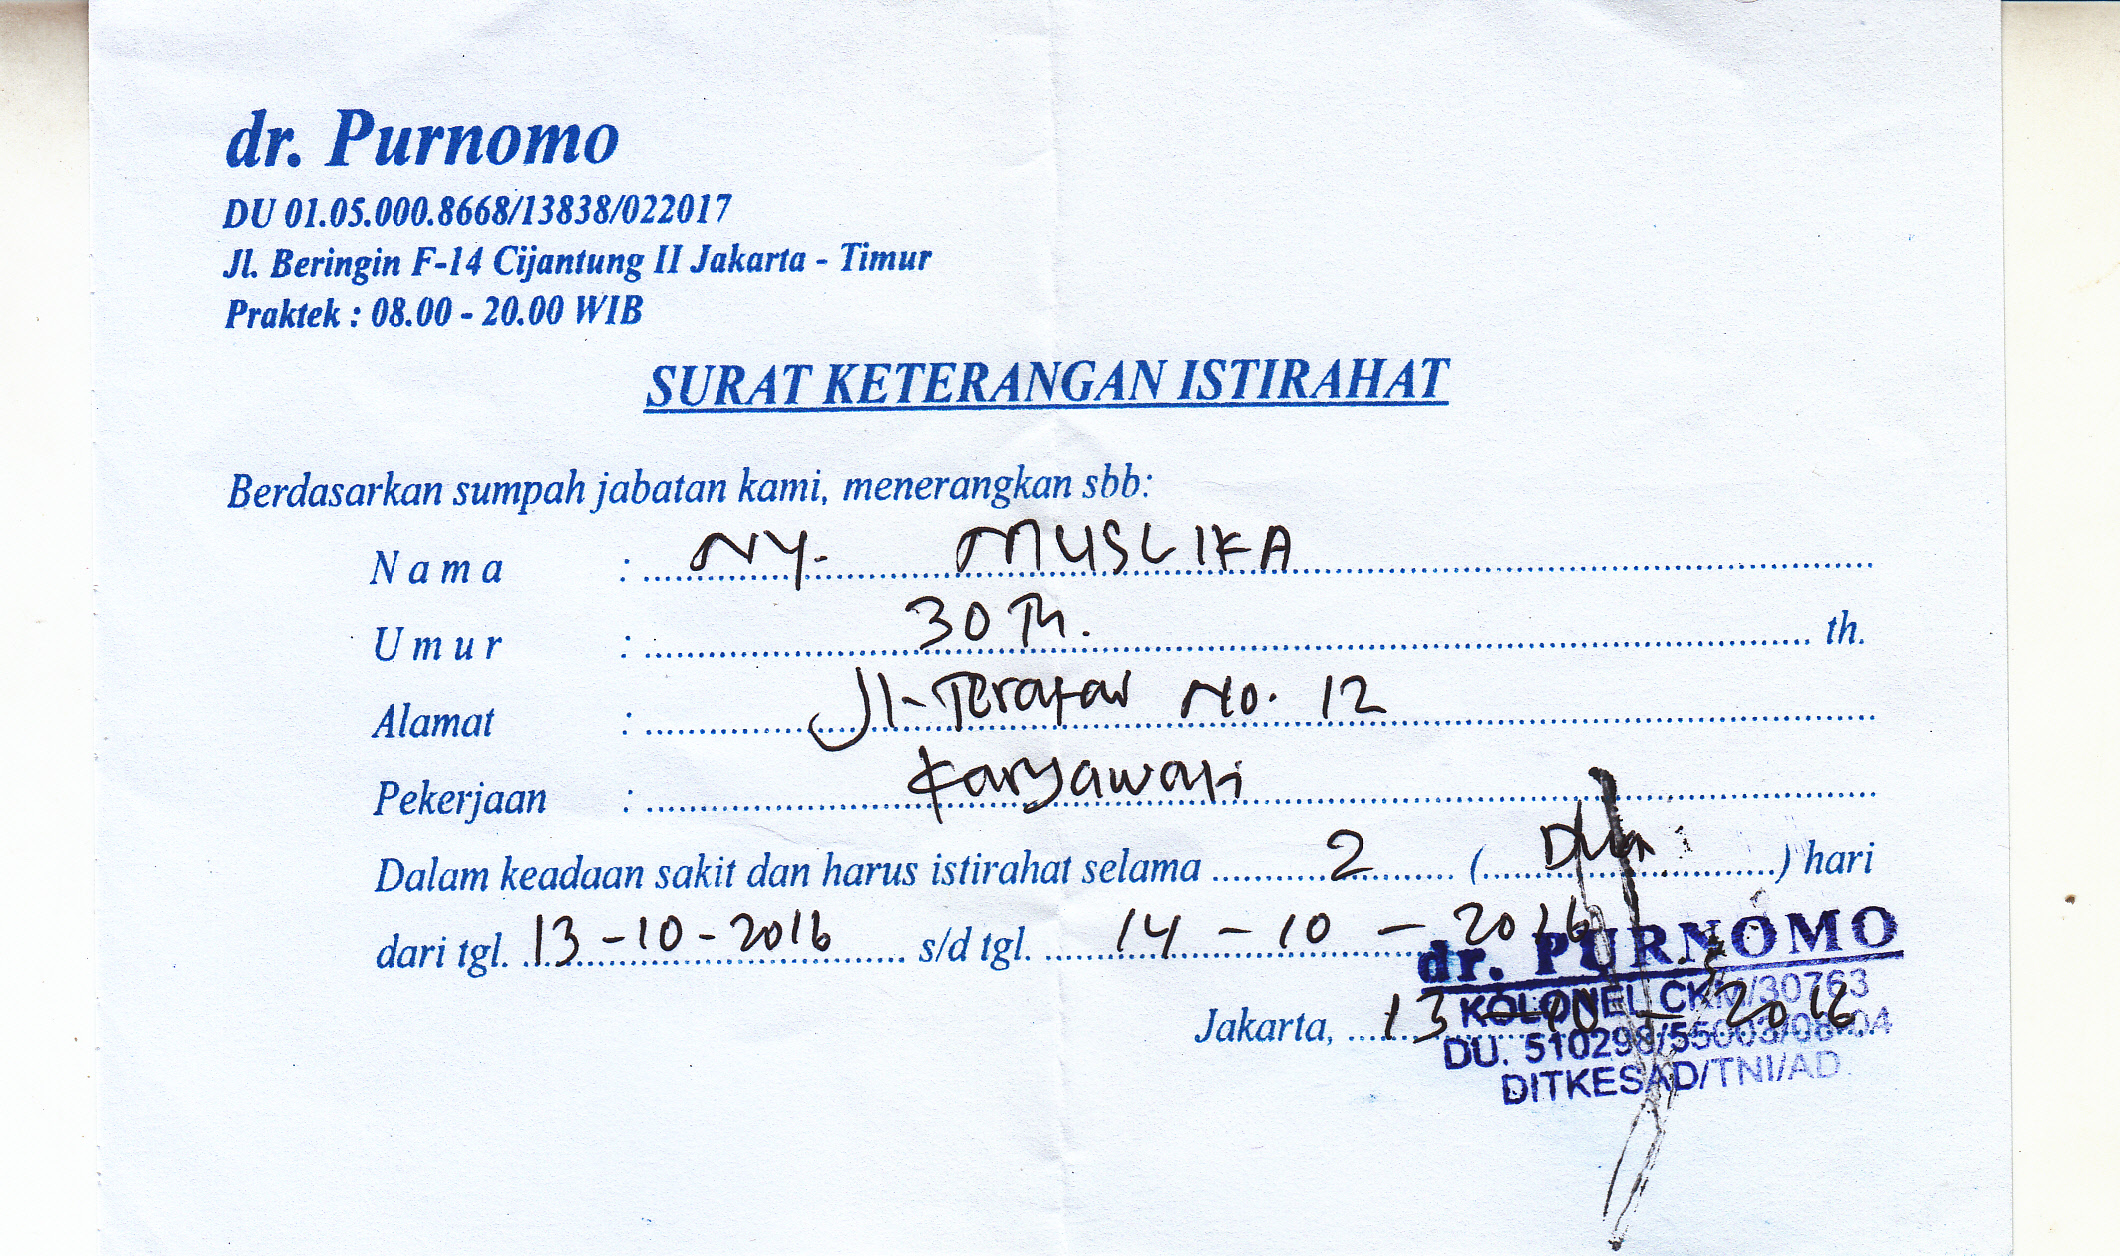 dr. Purnomo
DU 01.05.000.8668/13838/022017
Jl. Beringin F-14 Cijantung II Jakarta - Timur
Praktek : 08.00 - 20.00 WIB
SURAT KETERANGAN ISTIRAHAT
Berdasarkan sumpah jabatan kami, menerangkan sbb:
Nama : NY. MUSLIKA
Umur : 30 Th. th.
Alamat : Jl. Teratai No. 12
Pekerjaan : Karyawati
Dalam keadaan sakit dan harus istirahat selama 2 ( Dua ) hari
dari tgl. 13-10-2016 s/d tgl. 14 - 10 - 2016
dr. PURNOMO
Jakarta, 13 - 10 - 2016
KOLONEL CKM/30763
DU. 510298/55003/08-04
DITKESAD/TNI/AD